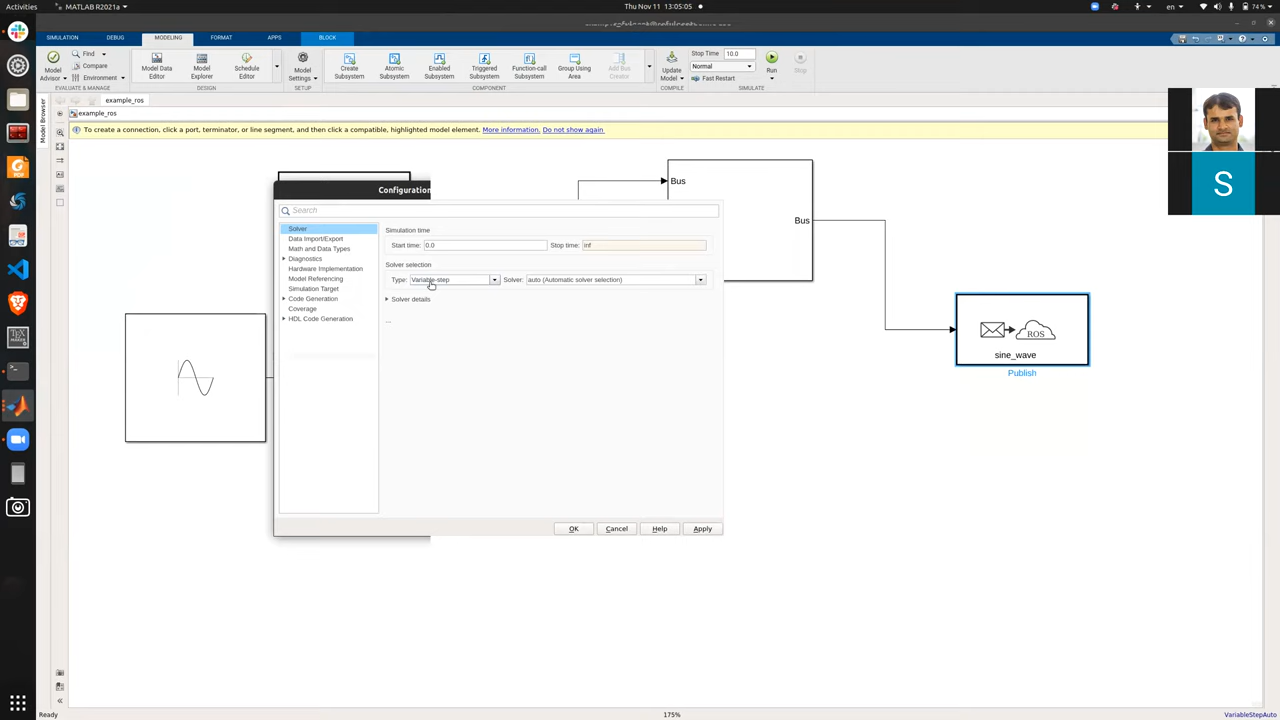 Activities
MATLAB R2021a
Thu Nov 11 13:05:05
en
74 %
SIMULATION
DEBUG
MODELING
FORMAT
APPS
BLOCK
Model Advisor
Find
Compare
Environment
EVALUATE & MANAGE
Model Data Editor
Model Explorer
Schedule Editor
DESIGN
Model Settings
SETUP
Create Subsystem
Atomic Subsystem
Enabled Subsystem
Triggered Subsystem
Function-call Subsystem
Group Using Area
Add Bus Creator
COMPONENT
Update Model
COMPILE
Stop Time 10.0
Normal
Fast Restart
Run
Stop
SIMULATE
Model Browser
example_ros
example_ros
To create a connection, click a port, terminator, or line segment, and then click a compatible, highlighted model element. More information. Do not show again
Bus
Bus
S
Configuration
Search
Solver
Data Import/Export
Math and Data Types
Diagnostics
Hardware Implementation
Model Referencing
Simulation Target
Code Generation
Coverage
HDL Code Generation
Simulation time
Start time: 0.0
Stop time: inf
Solver selection
Type: Variable-step
Solver: auto (Automatic solver selection)
Solver details
...
OK
Cancel
Help
Apply
ROS
sine_wave
Publish
Ready
175%
VariableStepAuto